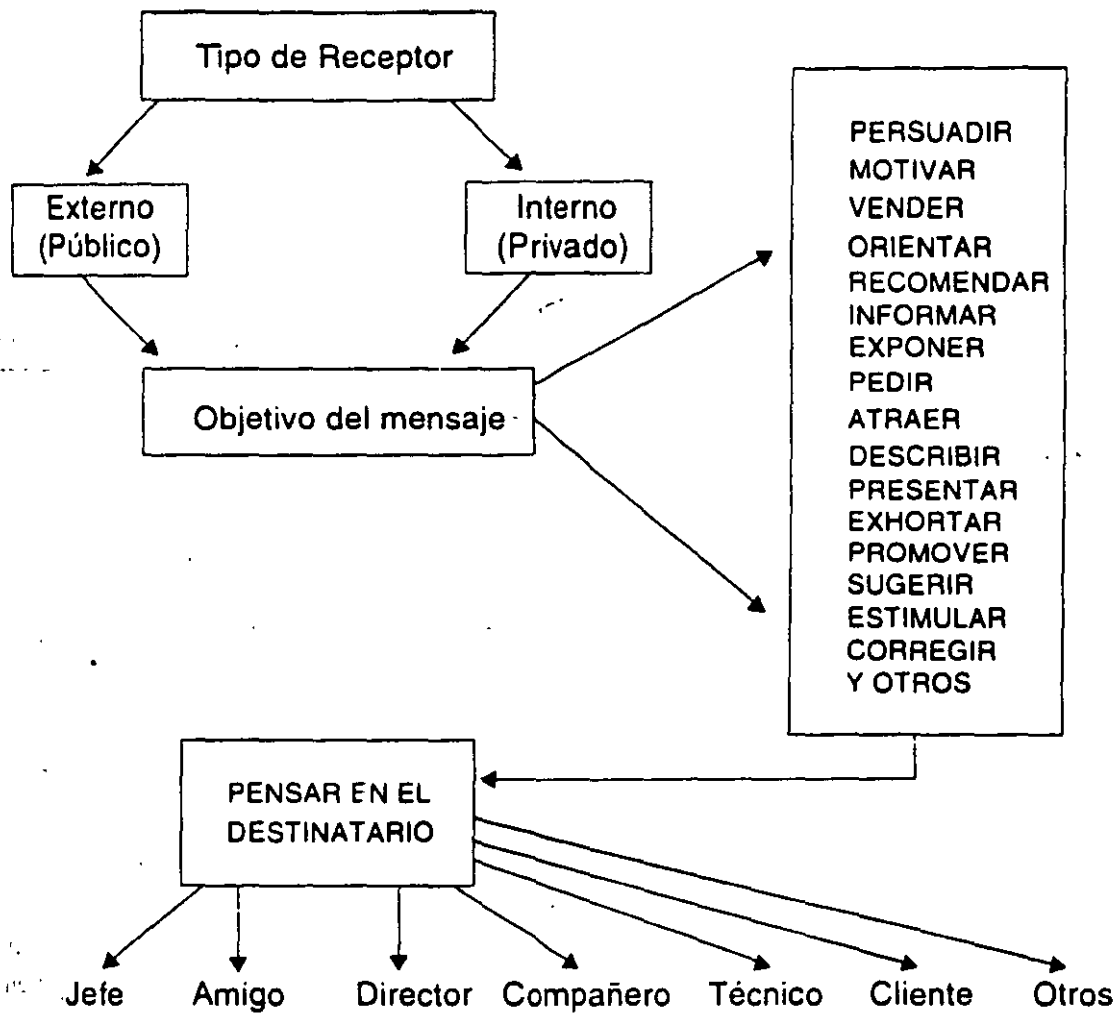 Tipo de Receptor
Externo
(Público)
Interno
(Privado)
Objetivo del mensaje
PERSUADIR
MOTIVAR
VENDER
ORIENTAR
RECOMENDAR
INFORMAR
EXPONER
PEDIR
ATRAER
DESCRIBIR
PRESENTAR
EXHORTAR
PROMOVER
SUGERIR
ESTIMULAR
CORREGIR
Y OTROS
PENSAR EN EL
DESTINATARIO
Jefe Amigo Director Compañero Técnico Cliente Otros